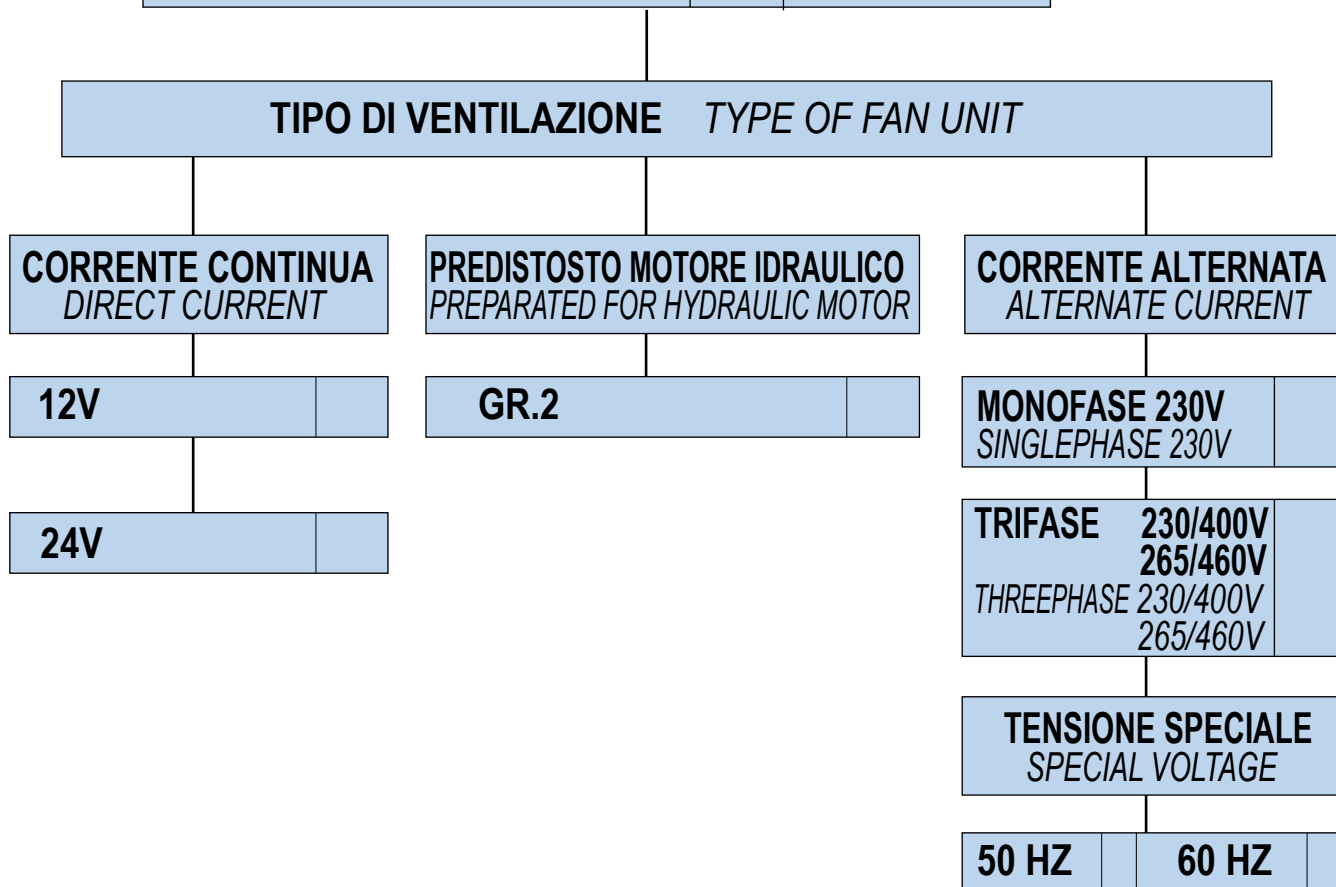 TIPO DI VENTILAZIONE TYPE OF FAN UNIT
CORRENTE CONTINUA
DIRECT CURRENT
12V
24V
PREDISTOSTO MOTORE IDRAULICO
PREPARATED FOR HYDRAULIC MOTOR
GR.2
CORRENTE ALTERNATA
ALTERNATE CURRENT
MONOFASE 230V
SINGLEPHASE 230V
TRIFASE 230/400V
265/460V
THREEPHASE 230/400V
265/460V
TENSIONE SPECIALE
SPECIAL VOLTAGE
50 HZ 60 HZ